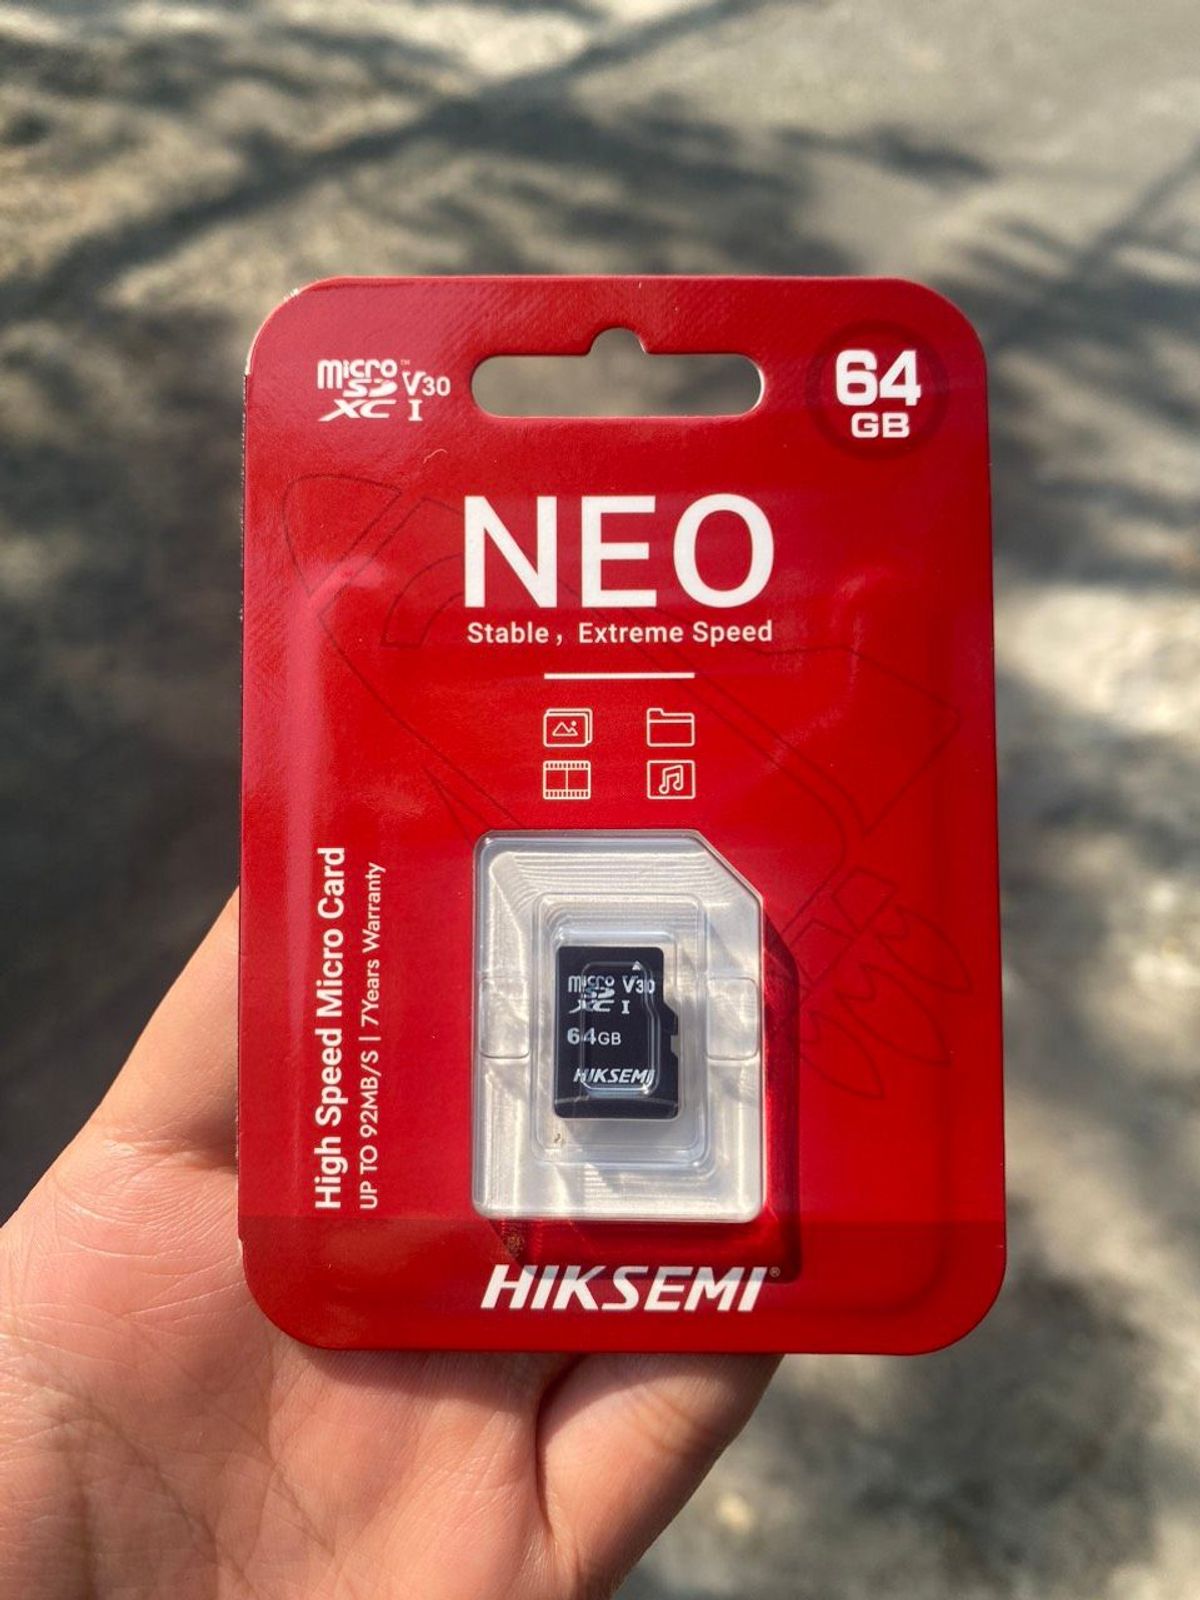 micro™
SD
XC
V30
I
64
GB
NEO
Stable， Extreme Speed
High Speed Micro Card
UP TO 92MB/S | 7Years Warranty
micro V30
SD
XC I
64GB
HIKSEMI
HIKSEMI®